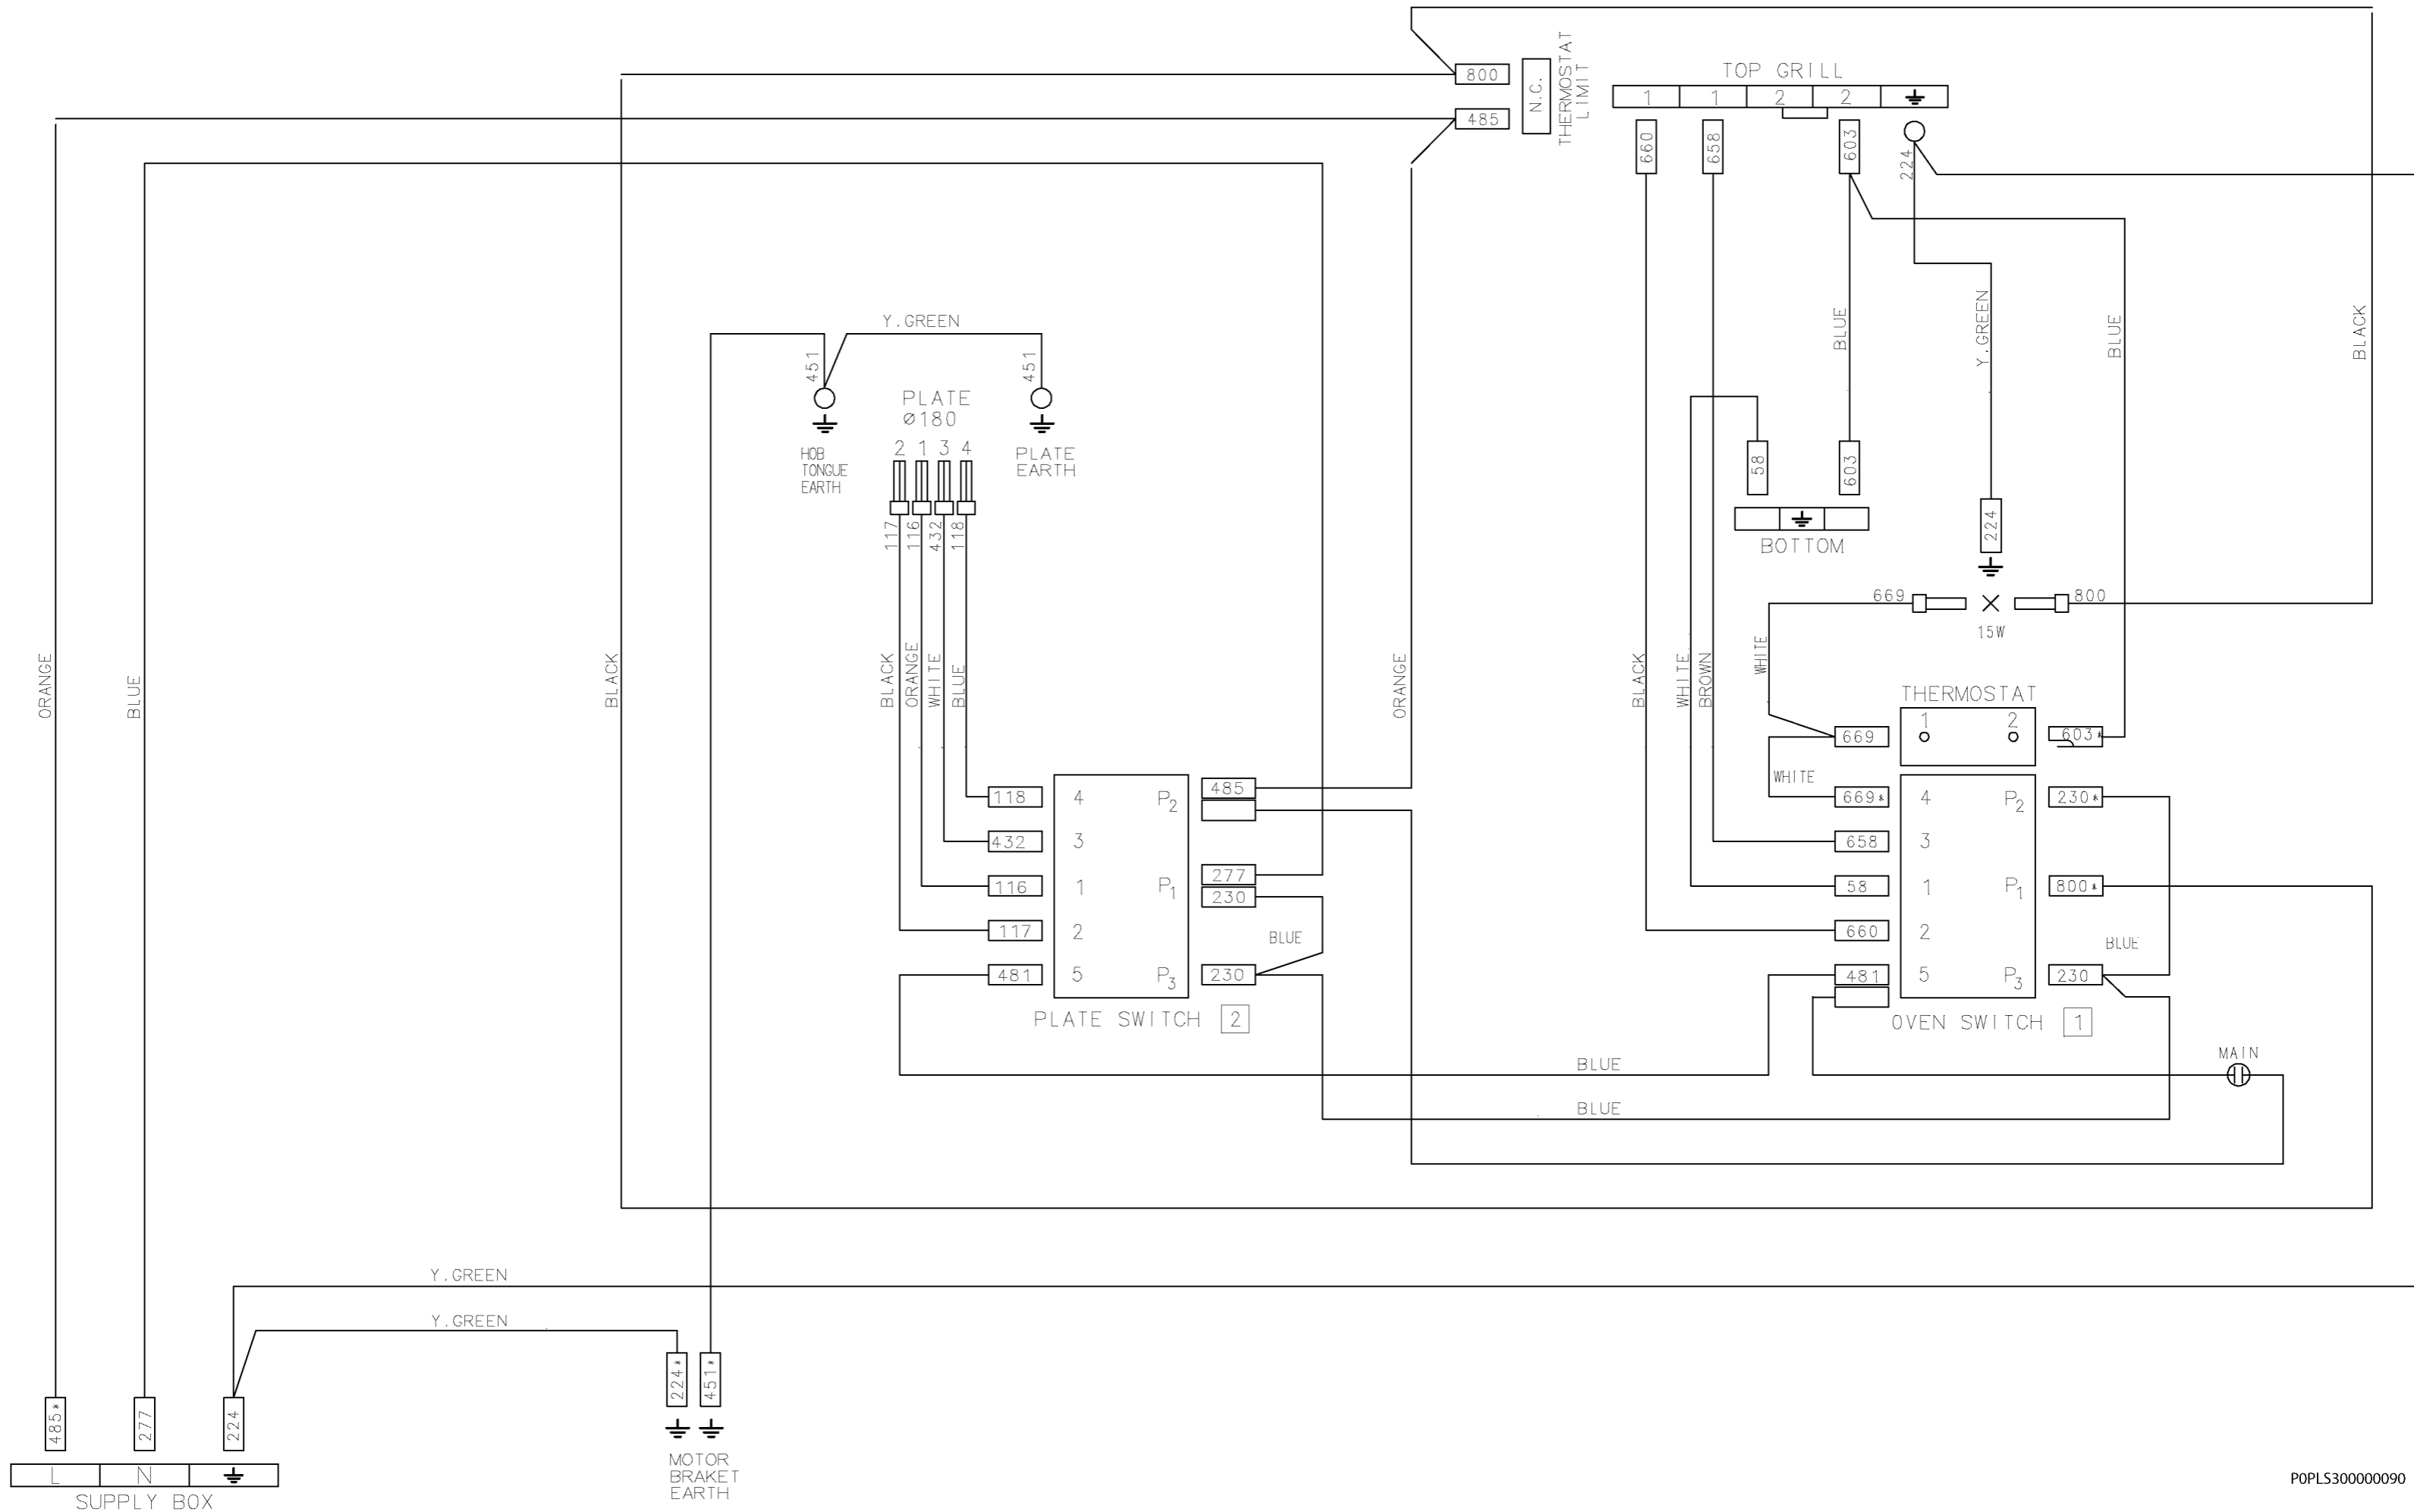 800
485
N.C.
THERMOSTAT
LIMIT
TOP GRILL
1 1 2 2
660
658
603
224
Y.GREEN
451
451
PLATE
ø180
2 1 3 4
HOB
TONGUE
EARTH
PLATE
EARTH
117
116
432
118
BLUE
Y.GREEN
BLUE
BLACK
58
603
BOTTOM
224
669
800
15W
ORANGE
BLUE
BLACK
BLACK
ORANGE
WHITE
BLUE
ORANGE
BLACK
WHITE
BROWN
WHITE
THERMOSTAT
1 2
669
603*
WHITE
118
432
116
117
481
4
3
1
2
5
P2
P1
P3
485
277
230
230
BLUE
PLATE SWITCH 2
669*
658
58
660
481
4
3
1
2
5
P2
P1
P3
230*
800*
230
BLUE
OVEN SWITCH 1
MAIN
BLUE
BLUE
Y.GREEN
Y.GREEN
485*
277
224
224*
451*
L N
SUPPLY BOX
MOTOR
BRAKET
EARTH
P0PLS300000090